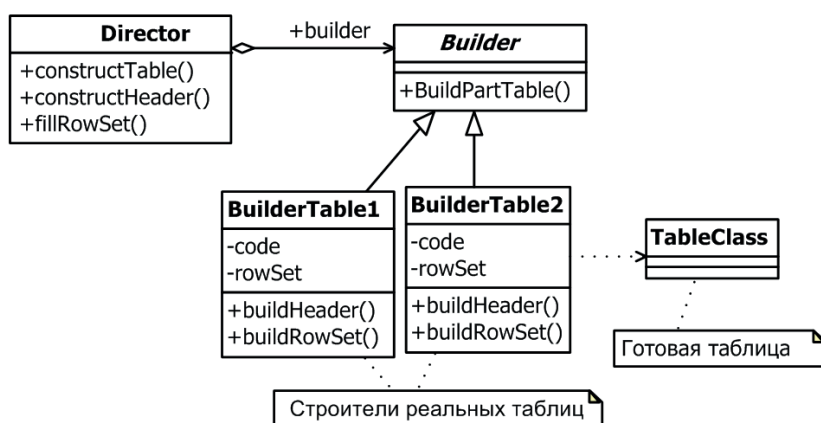 Director
+constructTable()
+constructHeader()
+fillRowSet()
+builder
Builder
+BuildPartTable()
BuilderTable1
-code
-rowSet
+buildHeader()
+buildRowSet()
BuilderTable2
-code
-rowSet
+buildHeader()
+buildRowSet()
TableClass
Готовая таблица
Строители реальных таблиц